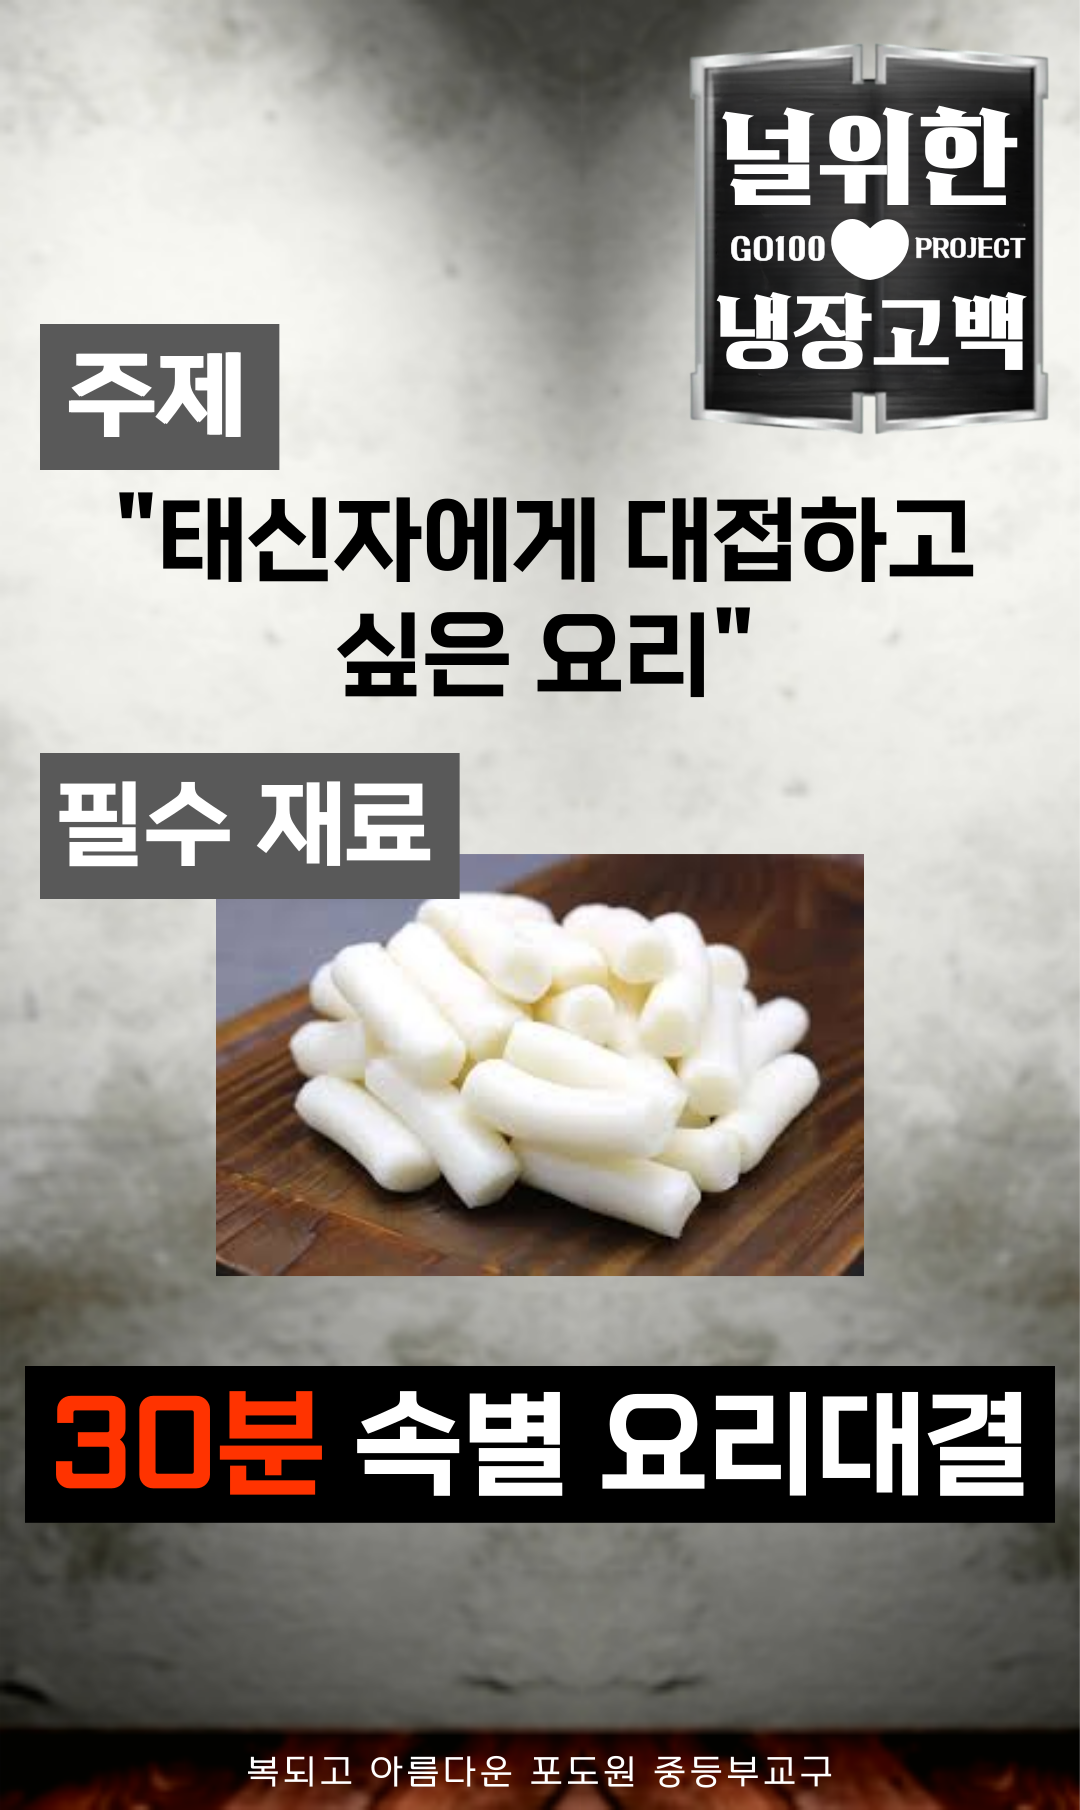 널위한
GO100 PROJECT
냉장고백
주제
"태신자에게 대접하고
싶은 요리"
필수 재료
30분 속별 요리대결
복되고 아름다운 포도원 중등부교구